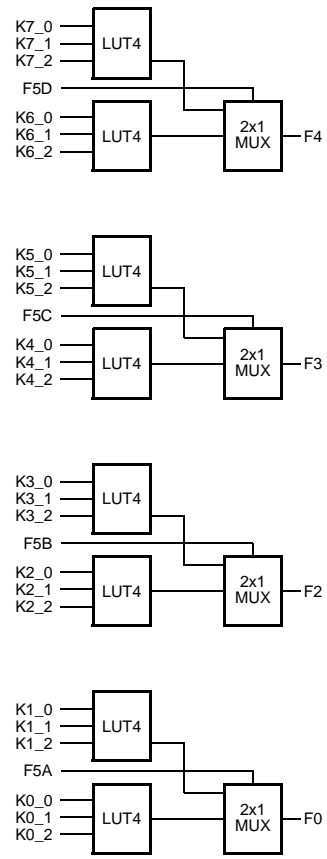 K7_0
K7_1
K7_2
LUT4
F5D
K6_0
K6_1
K6_2
LUT4
2x1
MUX
F4
K5_0
K5_1
K5_2
LUT4
F5C
K4_0
K4_1
K4_2
LUT4
2x1
MUX
F3
K3_0
K3_1
K3_2
LUT4
F5B
K2_0
K2_1
K2_2
LUT4
2x1
MUX
F2
K1_0
K1_1
K1_2
LUT4
F5A
K0_0
K0_1
K0_2
LUT4
2x1
MUX
F0